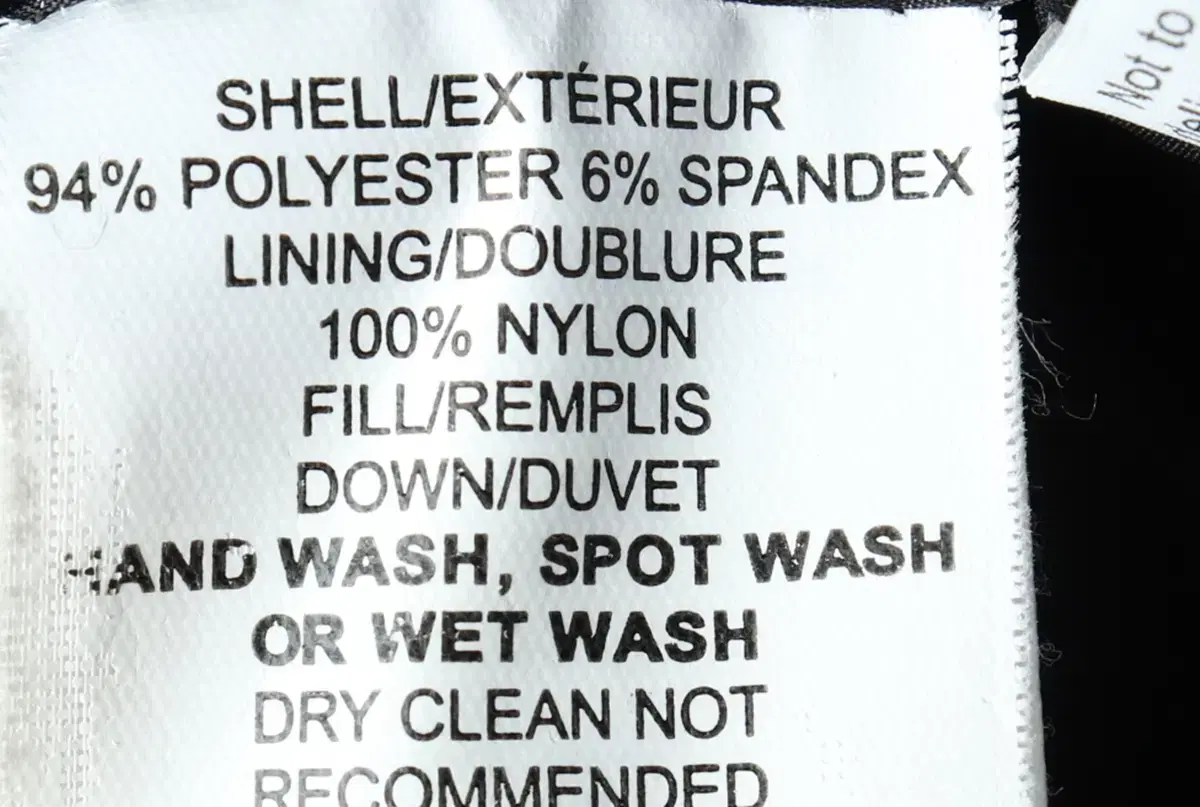 SHELL/EXTÉRIEUR
94% POLYESTER 6% SPANDEX
LINING/DOUBLURE
100% NYLON
FILL/REMPLIS
DOWN/DUVET
HAND WASH, SPOT WASH
OR WET WASH
DRY CLEAN NOT
RECOMMENDED
Not to